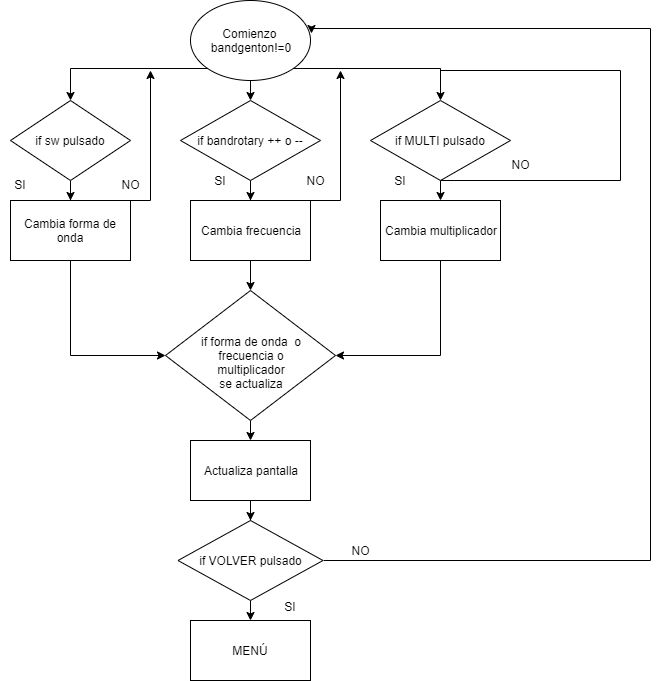 Comienzo
bandgenton!=0
if sw pulsado
if bandrotary ++ o --
if MULTI pulsado
SI
NO
SI
NO
SI
NO
Cambia forma de
onda
Cambia frecuencia
Cambia multiplicador
if forma de onda  o
frecuencia o
multiplicador
se actualiza
Actualiza pantalla
if VOLVER pulsado
NO
SI
MENÚ